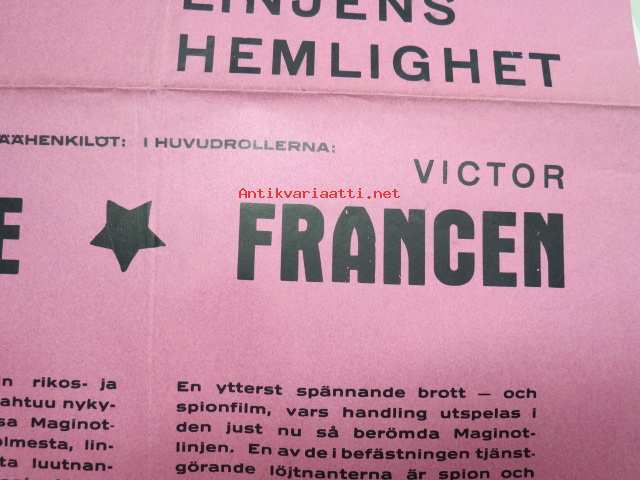 LINJENS
HEMLIGHET
ÄÄHENKILÖT: I HUVUDROLLERNA:
VICTOR
Antikvariaatti.net
E ★ FRANCEN
n rikos- ja
ahtuu nyky-
sa Maginot-
olmesta, lin-
ta luutnan-
En ytterst spännande brott — och
spionfilm, vars handling utspelas i
den just nu så berömda Maginot-
linjen. En av de i befästningen tjänst-
görande löjtnanterna är spion och